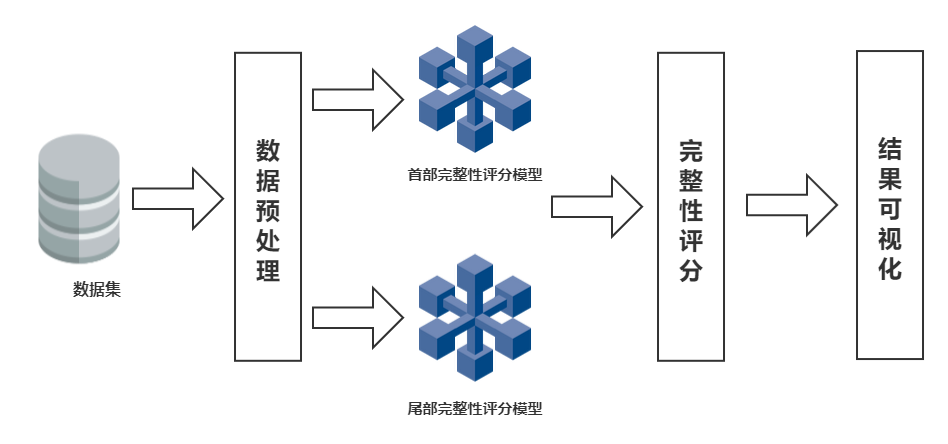 数据集
数据预处理
首部完整性评分模型
尾部完整性评分模型
完整性评分
结果可视化